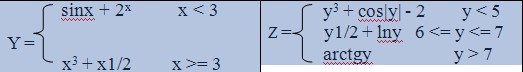 Y= sinx + 2ˣ x < 3
x³ + x1/2 x >= 3
Z= y³ + cos|y| - 2 y < 5
y1/2 + lny 6 <= y <= 7
arctgy y > 7